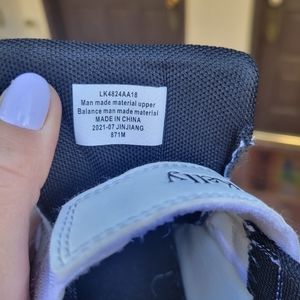 LK4824AA18
Man made material upper
Balance man made material
MADE IN CHINA
2021-07 JINJIANG
871M